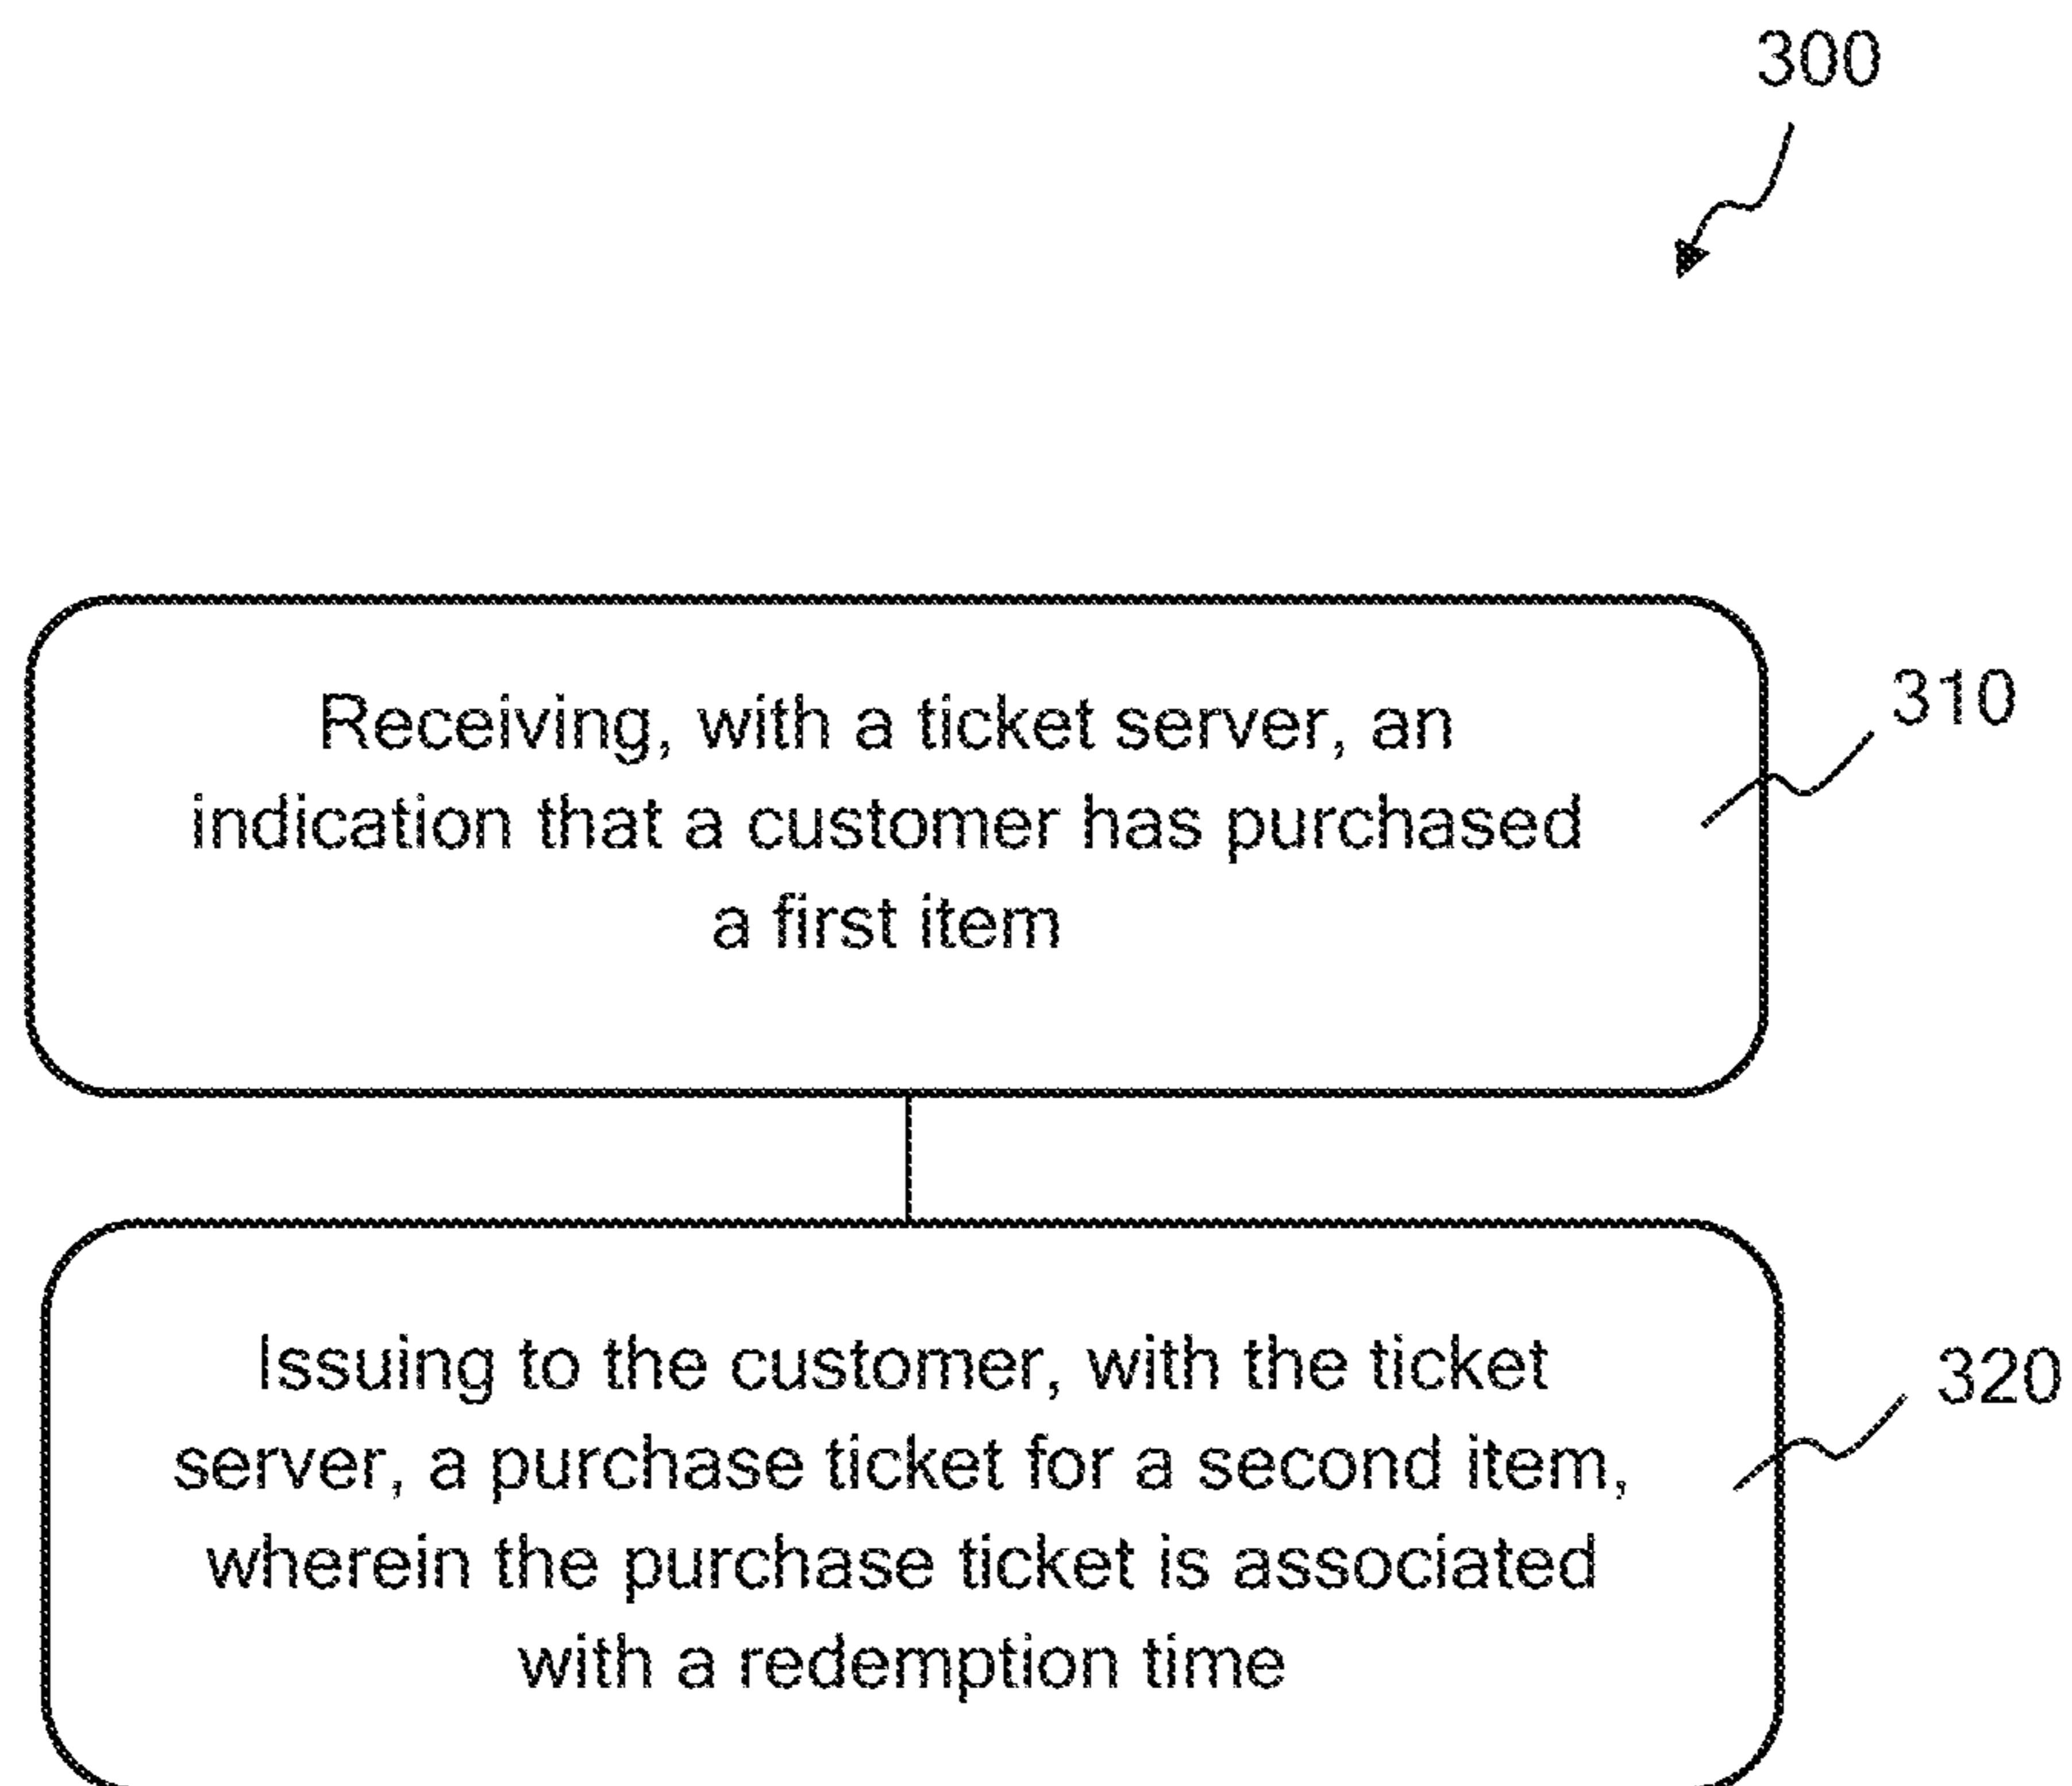 300
Receiving, with a ticket server, an
indication that a customer has purchased
a first item
310
Issuing to the customer, with the ticket
server, a purchase ticket for a second item,
wherein the purchase ticket is associated
with a redemption time
320